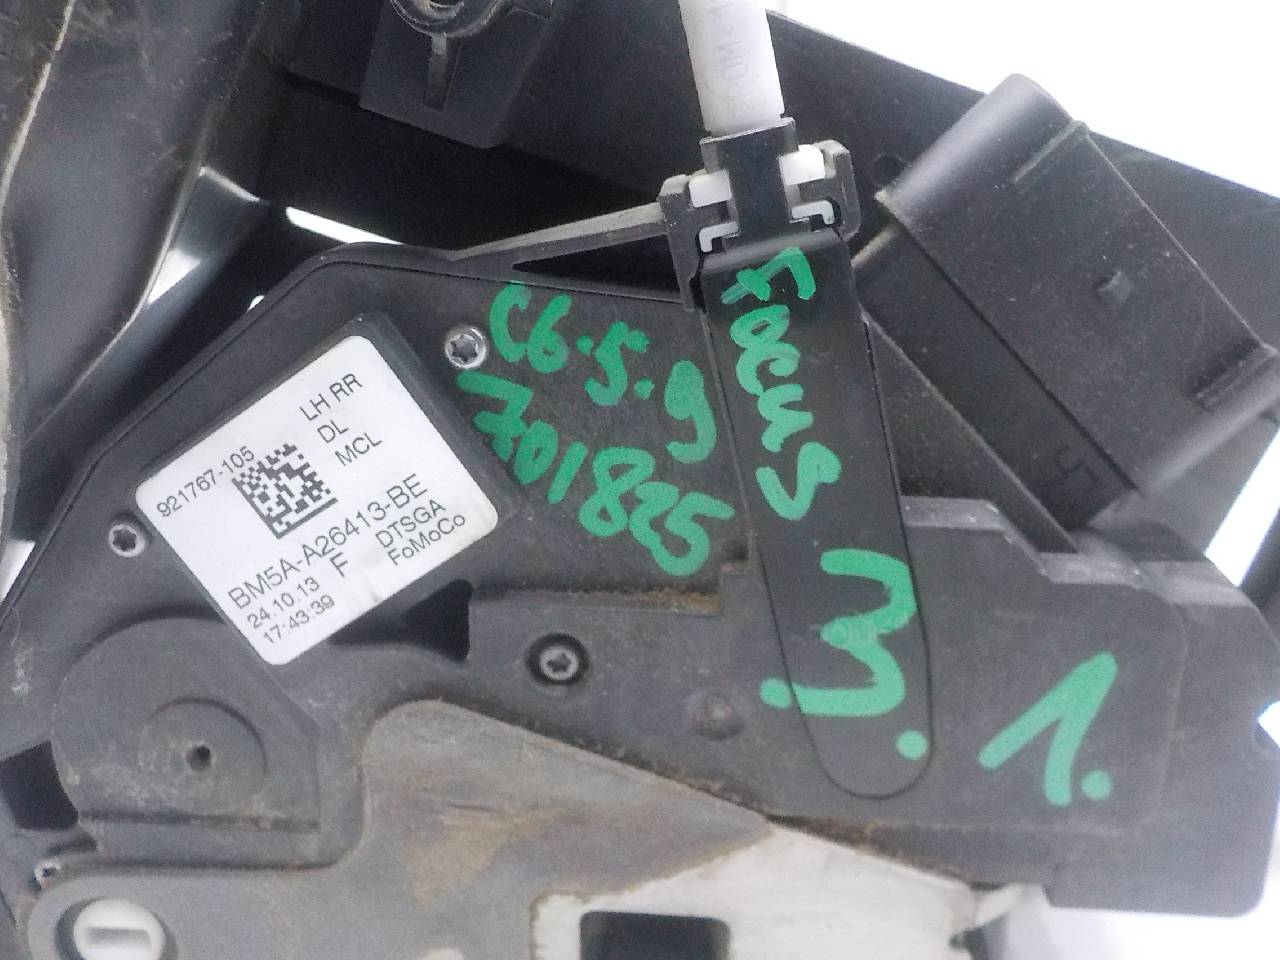 LH RR
DL
MCL
921767-105
BM5A-A26413-BE
24.10.13 F DTSGA
17:43:39 FoMoCo
C6.5.9
701825
Focus 3.
1.